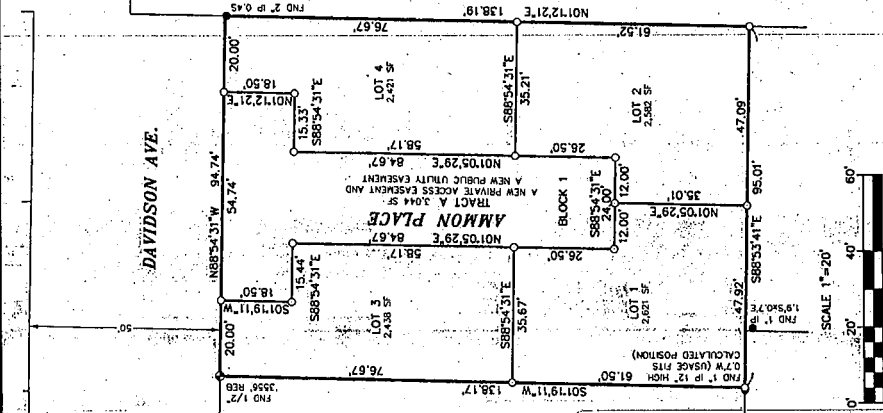 FND 2" IP 0.4S
20.00'
N01°12'21"E
18.50'
76.67'
138.19'
N01°12'21"E
61.52'
LOT 4
2,421 SF
15.33'
S88°54'31"E
S88°54'31"E
35.21'
LOT 2
2,582 SF
47.09'
DAVIDSON AVE.
N88°54'31"W 94.74'
54.74'
58.17'
84.67'
N01°05'29"E
26.50'
AMMON PLACE
TRACT A 3,044 SF
A NEW PRIVATE ACCESS EASEMENT AND
A NEW PUBLIC UTILITY EASEMENT
BLOCK 1
S88°54'31"E
24.00'
12.00'
12.00'
35.01'
N01°05'29"E
95.01'
S88°53'41"E
84.67'
58.17'
N01°05'29"E
26.50'
S01°19'11"W
18.50'
15.44'
S88°54'31"E
50'
LOT 3
2,438 SF
S88°54'31"E
35.67'
LOT 1
2,621 SF
47.92'
20.00'
FND 1/2" REB
'3556'
76.67'
138.17'
S01°19'11"W
61.50'
FND 1" IP 12" HIGH
0.7'W (USAGE FITS
CALCULATED POSITION)
FND 1" IP
1.9'Sx0.7'E
SCALE 1"=20'
0' 20' 40' 60'